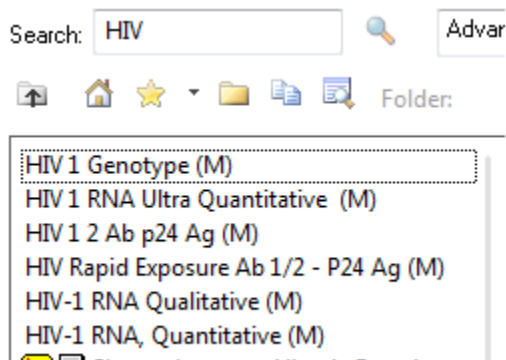 Search: HIV Advan
Folder:
HIV 1 Genotype (M)
HIV 1 RNA Ultra Quantitative (M)
HIV 1 2 Ab p24 Ag (M)
HIV Rapid Exposure Ab 1/2 - P24 Ag (M)
HIV-1 RNA Qualitative (M)
HIV-1 RNA, Quantitative (M)